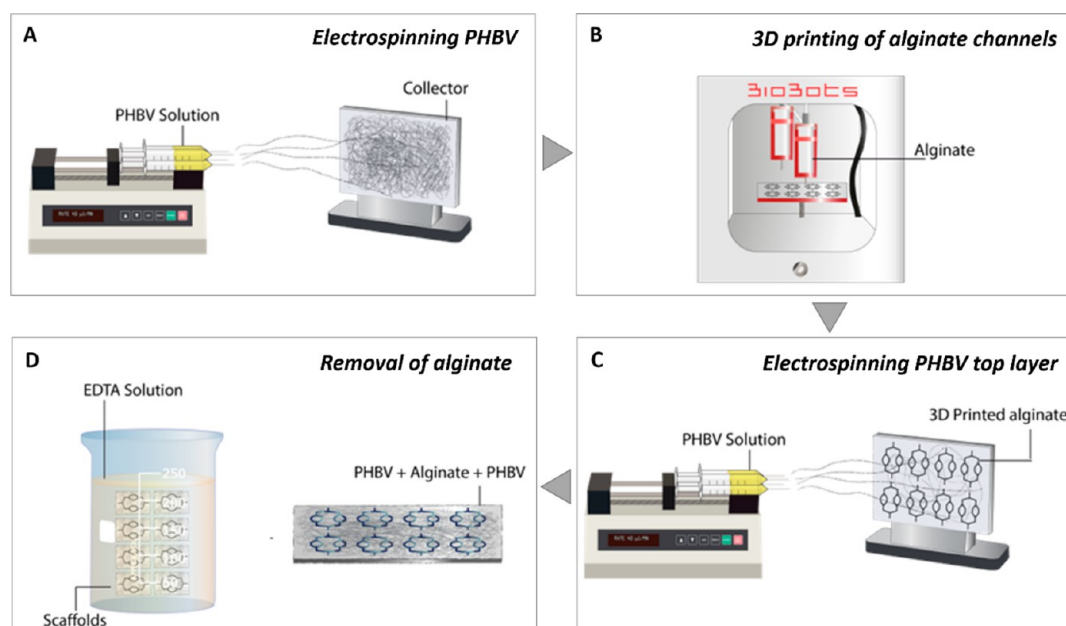 A
Electrospinning PHBV
PHBV Solution
Collector
B
3D printing of alginate channels
BIOBOTS
Alginate
D
Removal of alginate
EDTA Solution
250
PHBV + Alginate + PHBV
Scaffolds
C
Electrospinning PHBV top layer
3D Printed alginate
PHBV Solution